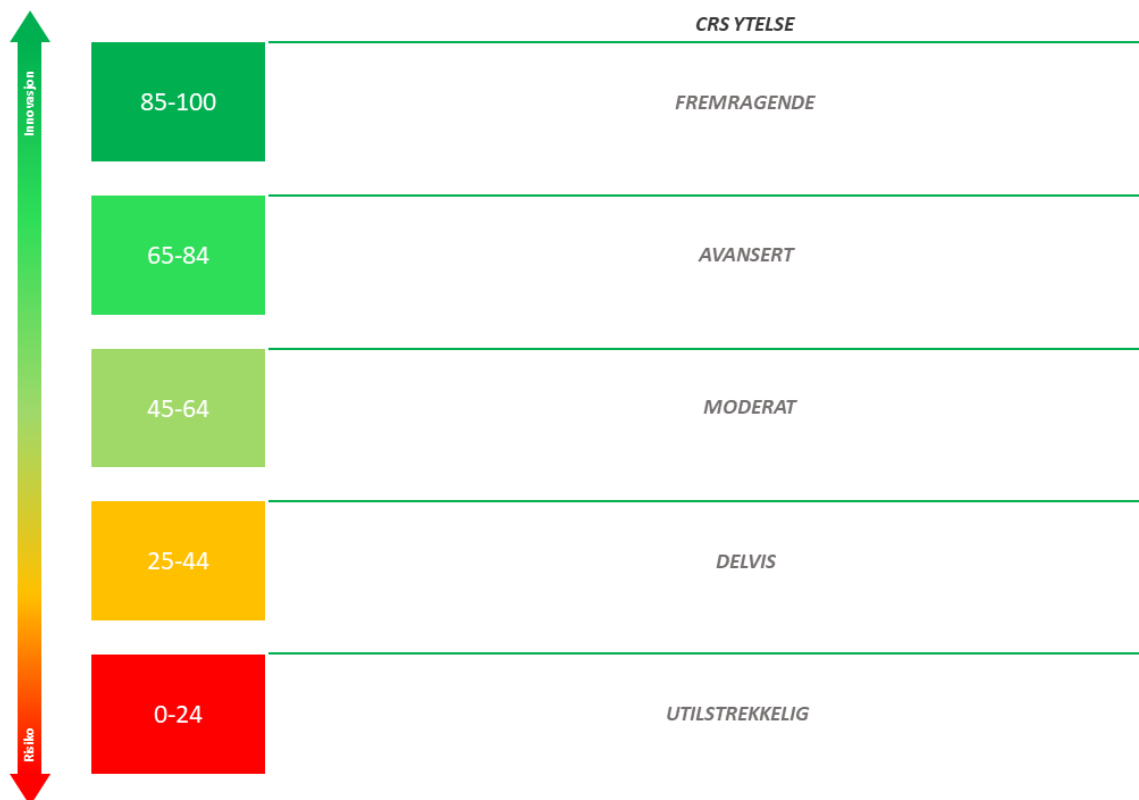 CRS YTELSE
Innovasjon
85-100
FREMRAGENDE
65-84
AVANSERT
45-64
MODERAT
25-44
DELVIS
0-24
UTILSTREKKELIG
Risiko